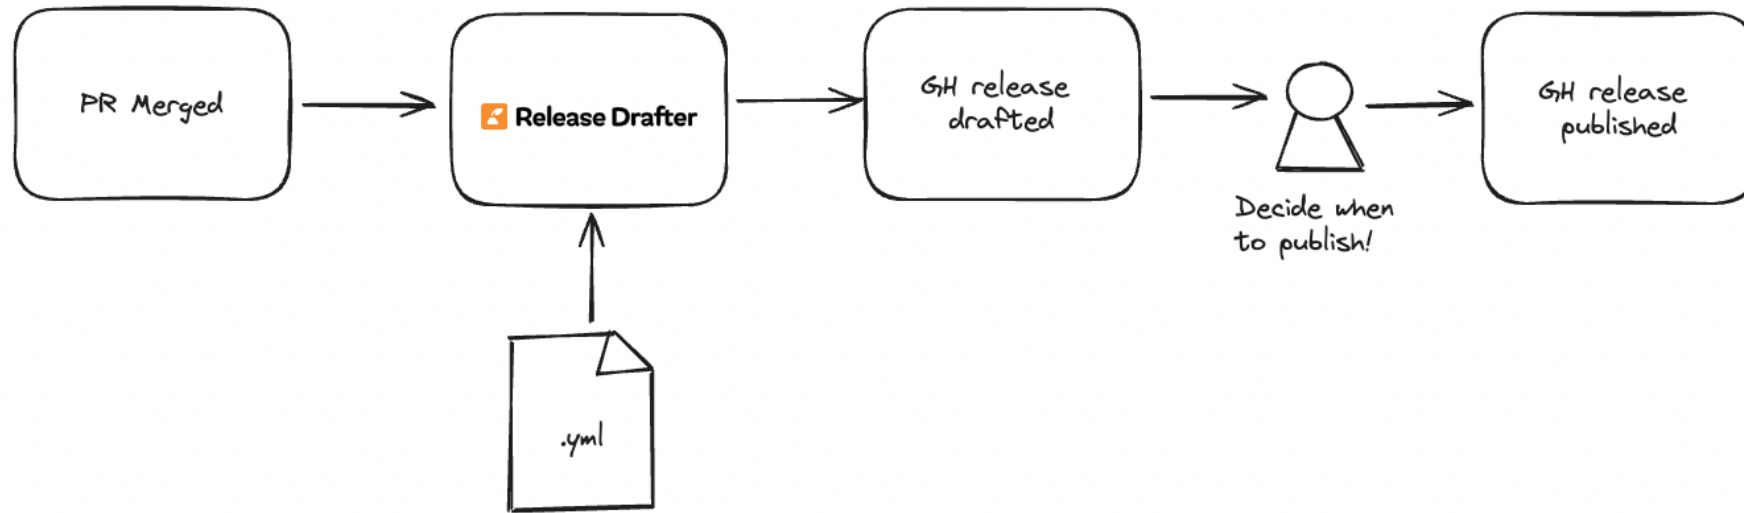 PR Merged
Release Drafter
GH release
drafted
Decide when
to publish!
GH release
published
.yml